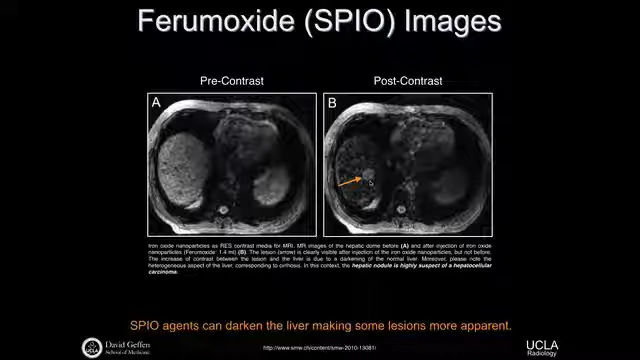 Ferumoxide (SPIO) Images
Pre-Contrast
Post-Contrast
A
B
Iron oxide nanoparticles as RES contrast media for MRI. MR images of the hepatic dome before (A) and after injection of iron oxide
nanoparticles (Ferumoxide: 1.4 ml) (B). The lesion (arrow) is clearly visible after injection of the iron oxide nanoparticles, but not before.
The increase of contrast between the lesion and the liver is due to a darkening of the normal liver. Moreover, please note the
heterogeneous aspect of the liver, corresponding to cirrhosis. In this context, the hepatic nodule is highly suspect of a hepatocellular
carcinoma.
SPIO agents can darken the liver making some lesions more apparent.
UCLA
David Geffen
School of Medicine
http://www.smw.ch/content/smw-2010-13081/
UCLA
Radiology